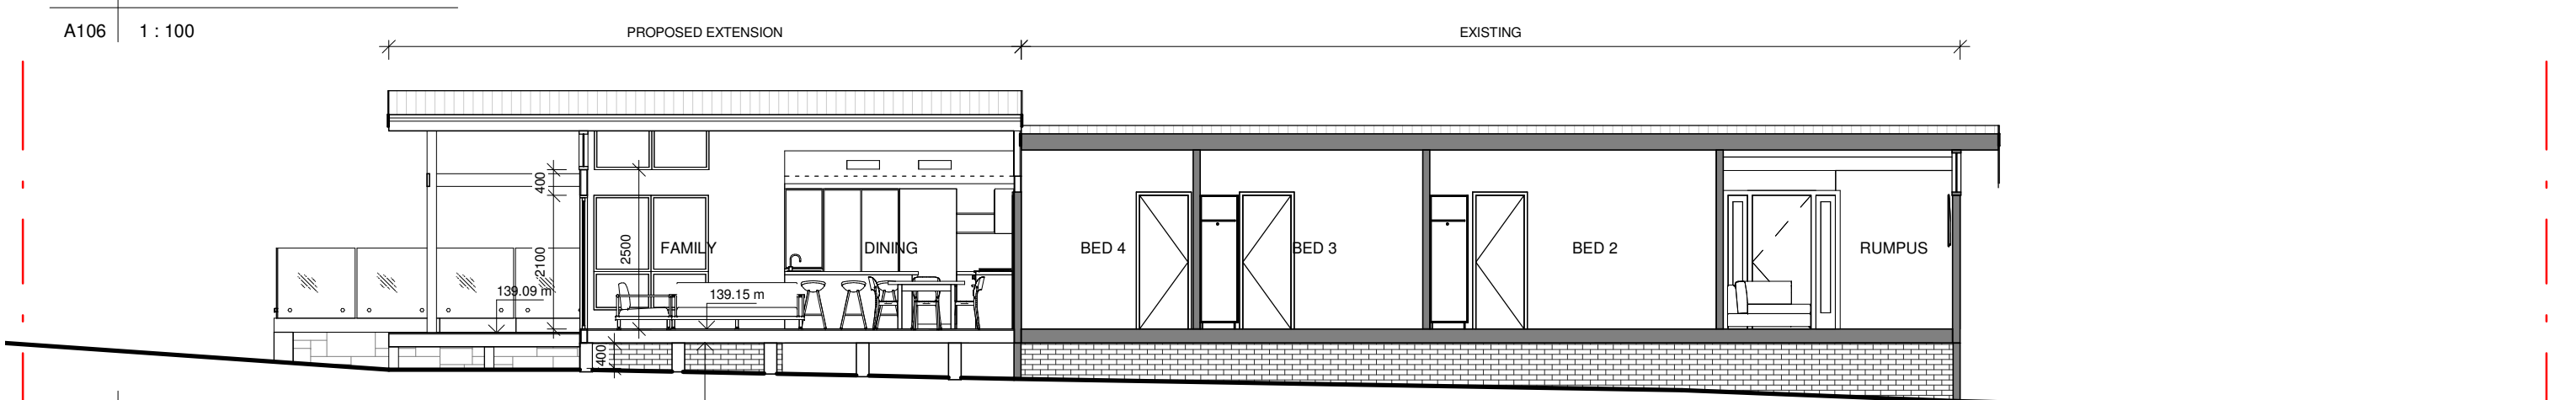 A106 1 : 100
PROPOSED EXTENSION
EXISTING
400
2100
2500
400
FAMILY
DINING
BED 4
BED 3
BED 2
RUMPUS
139.09 m
139.15 m